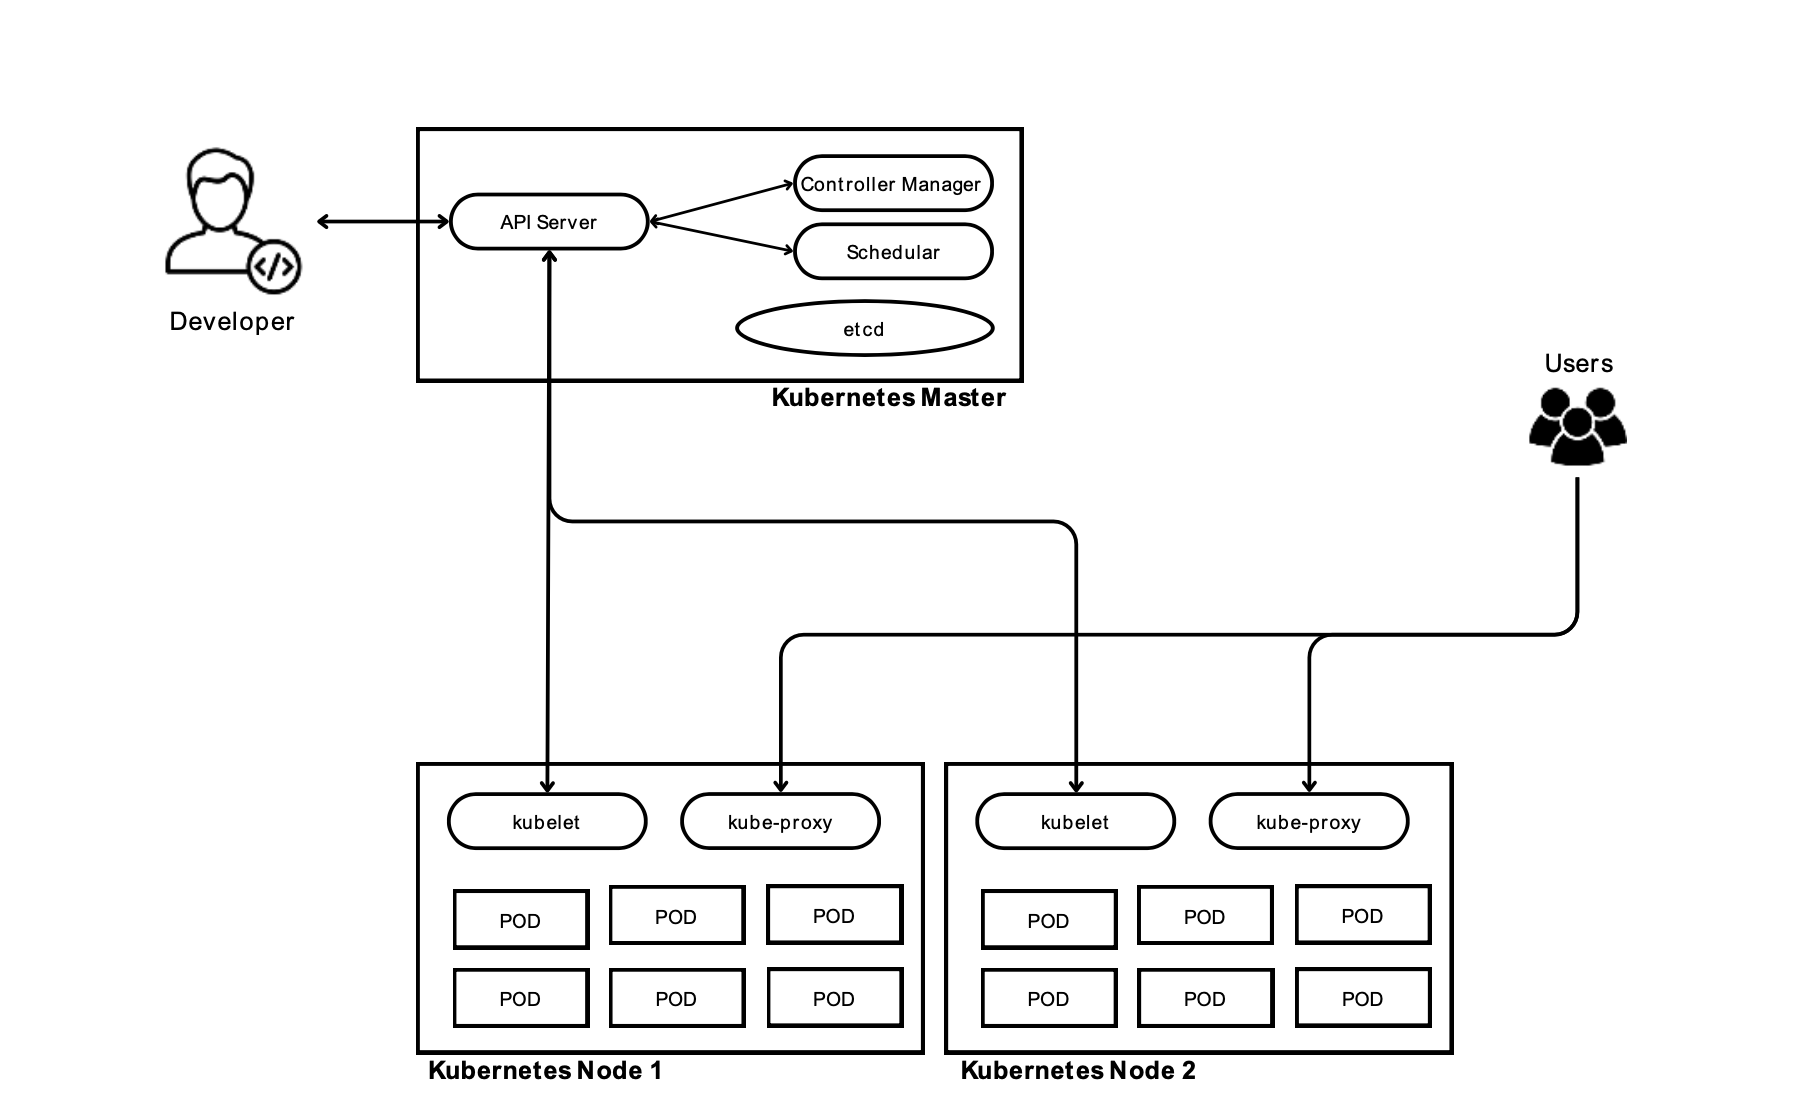 Controller Manager
API Server
Schedular
Developer
etcd
Kubernetes Master
Users
kubelet
kube-proxy
POD
POD
POD
POD
POD
POD
Kubernetes Node 1
kubelet
kube-proxy
POD
POD
POD
POD
POD
POD
Kubernetes Node 2